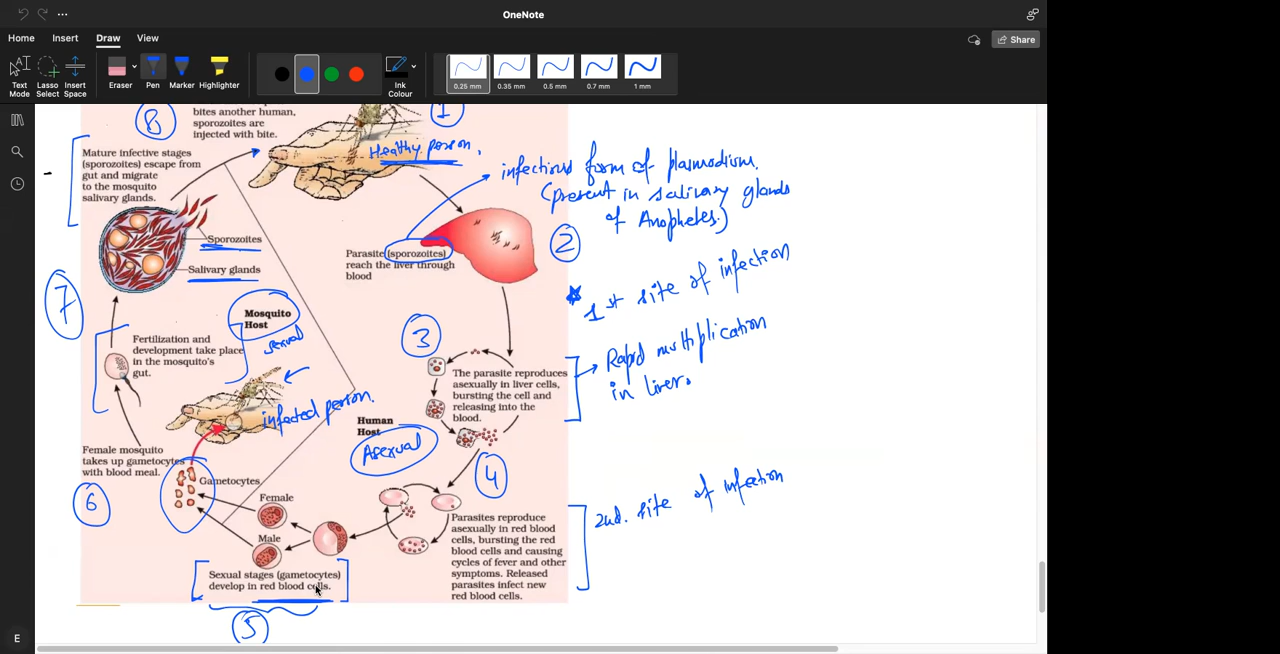 OneNote
Home
Insert
Draw
View
Share
Text Mode
Lasso Select
Insert Space
Eraser
Pen
Marker
Highlighter
Ink Colour
0.25 mm
0.35 mm
0.5 mm
0.7 mm
1 mm
8
bites another human,
sporozoites are
injected with bite.
1
Healthy person,
Mature infective stages
(sporozoites) escape from
gut and migrate
to the mosquito
salivary glands.
infectious form of plasmodium.
(present in salivary glands
of Anopheles.)
Sporozoites
Salivary glands
Parasite (sporozoites)
reach the liver through
blood
2
1st site of infection
7
Mosquito
Host
sexual
Fertilization and
development take place
in the mosquito's
gut.
3
The parasite reproduces
asexually in liver cells,
bursting the cell and
releasing into the
blood.
Rapid multiplication
in liver.
infected person.
Human
Host
Asexual
4
Female mosquito
takes up gametocytes
with blood meal.
6
Gametocytes
Female
Male
Parasites reproduce
asexually in red blood
cells, bursting the red
blood cells and causing
cycles of fever and other
symptoms. Released
parasites infect new
red blood cells.
2nd. site of infection
Sexual stages (gametocytes)
develop in red blood cells.
5
E